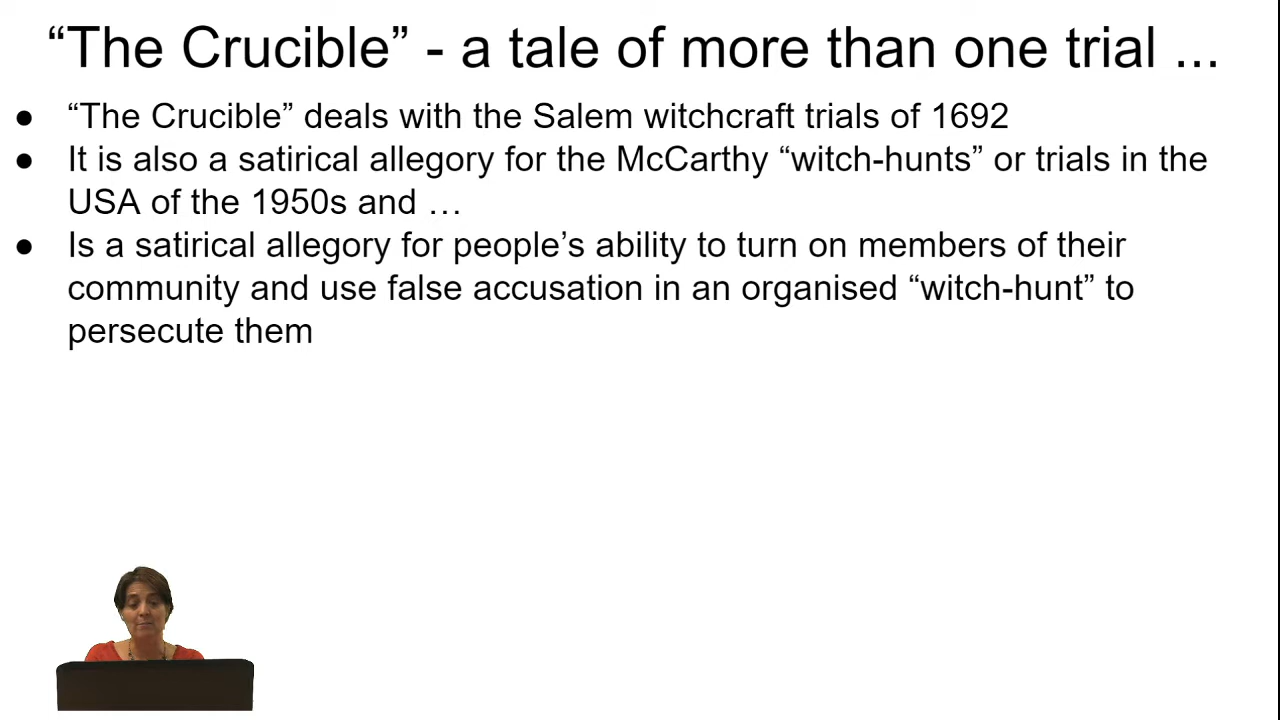 “The Crucible” - a tale of more than one trial ...
● “The Crucible” deals with the Salem witchcraft trials of 1692
● It is also a satirical allegory for the McCarthy “witch-hunts” or trials in the
USA of the 1950s and …
● Is a satirical allegory for people’s ability to turn on members of their
community and use false accusation in an organised “witch-hunt” to
persecute them